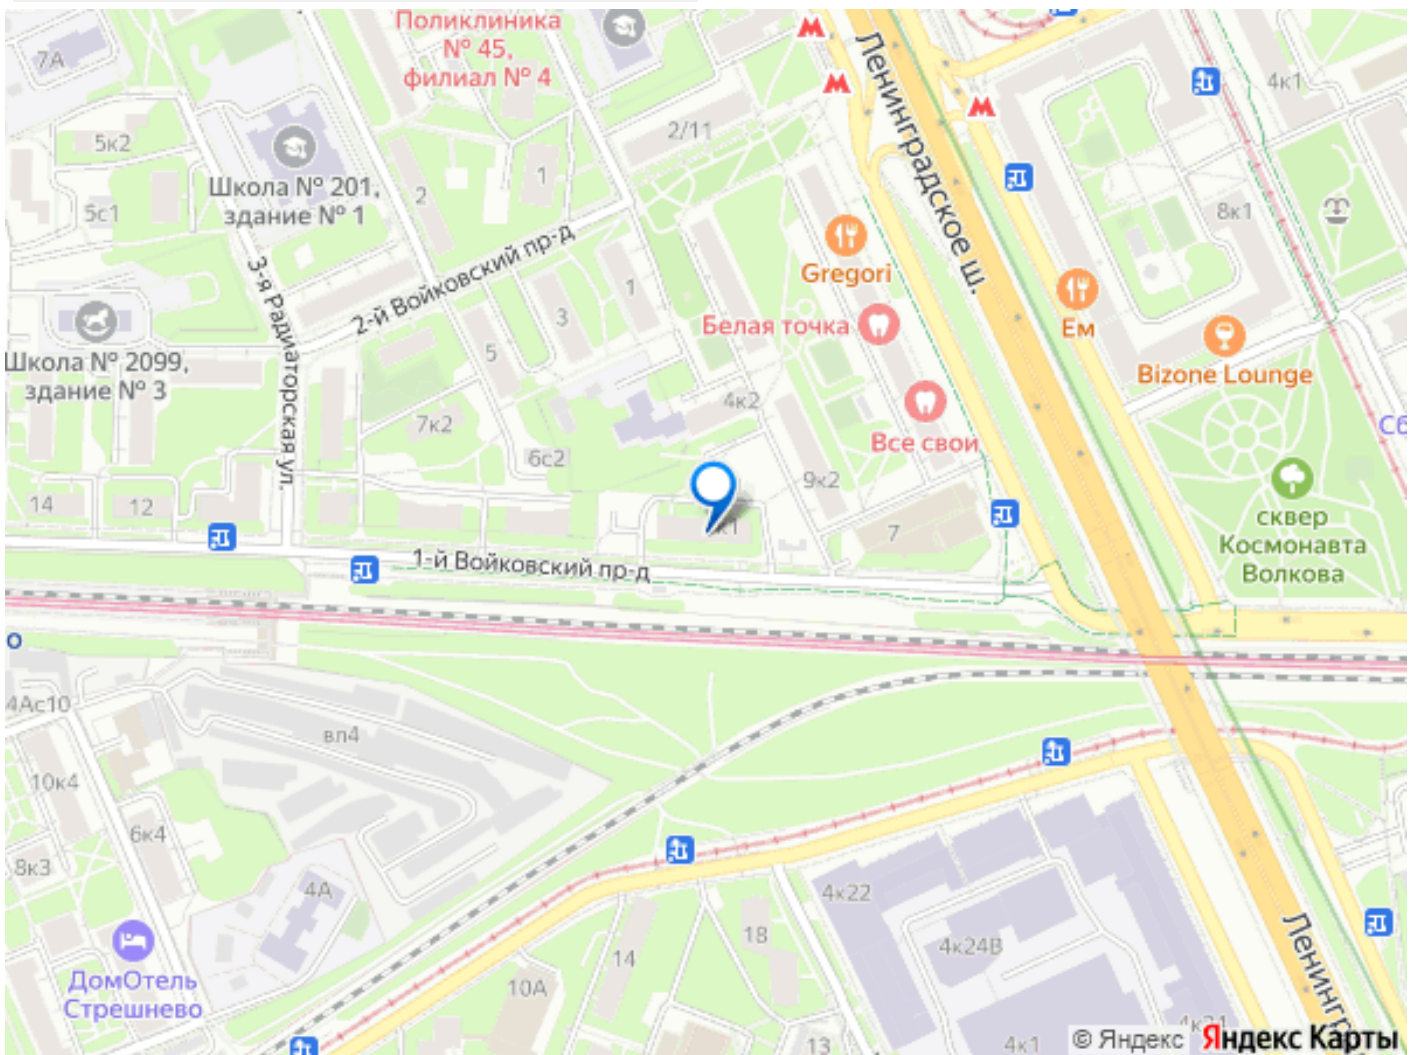 Поликлиника
№ 45,
филиал № 4
7А
4к1
5к2
2/11
Ленинградское ш.
Школа № 201,
здание № 1
2
1
5с1
8к1
2-й Войковский пр-д
3-я Радиаторская ул.
Gregori
1
3
Белая точка
Ем
5
Школа № 2099,
здание № 3
Bizone Lounge
4к2
7к2
Все свои
Сб
6с2
9к2
14
12
к1
7
сквер
Космонавта
Волкова
1-й Войковский пр-д
о
4Ас10
вл4
10к4
6к4
8к3
4А
4к22
18
4к24В
14
10А
ДомОтель
Стрешнево
Ленингр
13
4к1
© Яндекс
Яндекс Карты